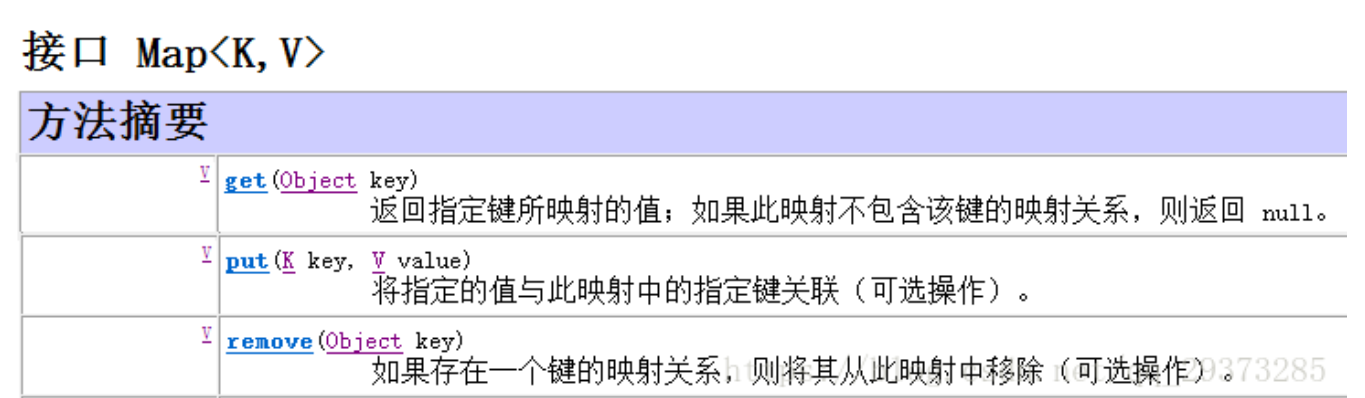 接口 Map<K,V>
方法摘要
V get(Object key)
返回指定键所映射的值；如果此映射不包含该键的映射关系，则返回 null。
V put(K key, V value)
将指定的值与此映射中的指定键关联（可选操作）。
V remove(Object key)
如果存在一个键的映射关系，则将其从此映射中移除（可选操作）。